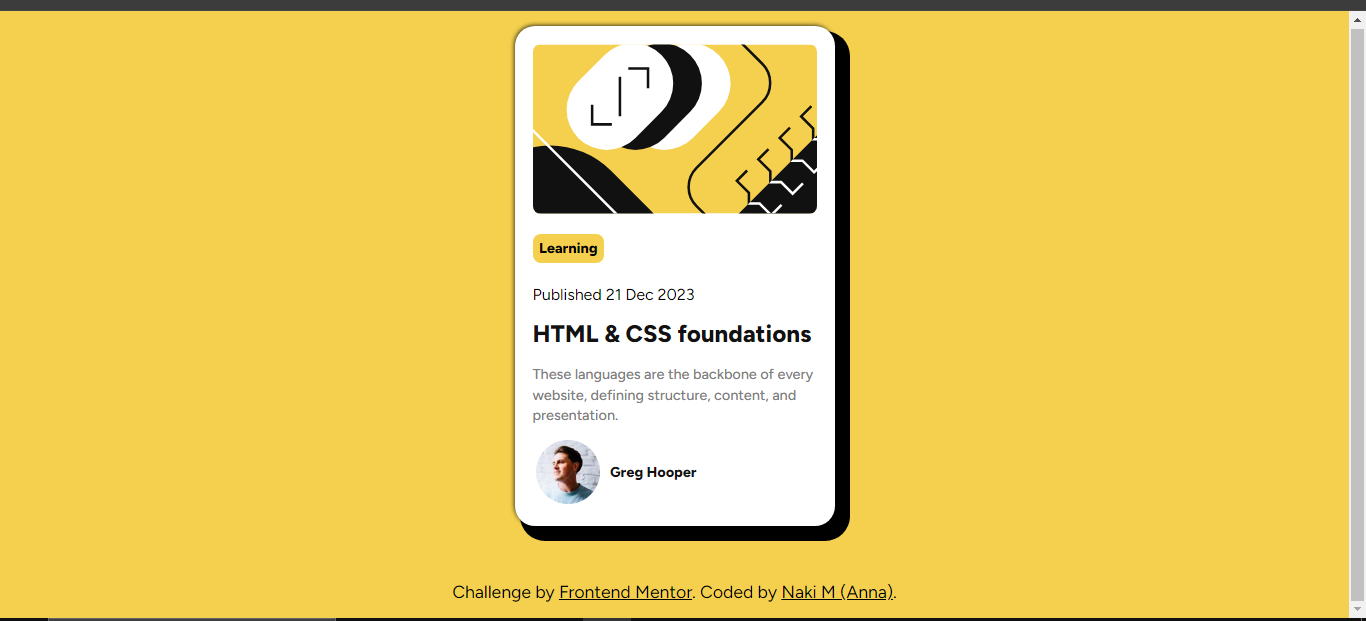 Learning
Published 21 Dec 2023
HTML & CSS foundations
These languages are the backbone of every
website, defining structure, content, and
presentation.
Greg Hooper
Challenge by Frontend Mentor. Coded by Naki M (Anna).